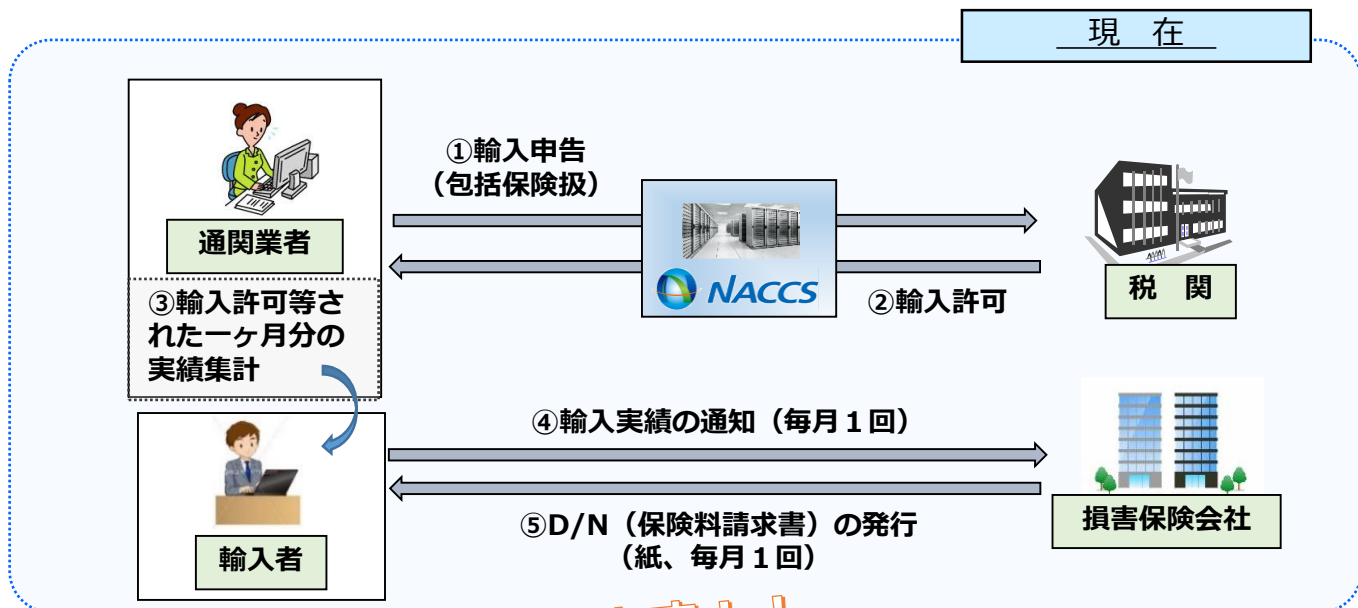 現 在
①輸入申告
（包括保険扱）
通関業者
NACCS
②輸入許可
税 関
③輸入許可等さ
れた一ヶ月分の
実績集計
④輸入実績の通知（毎月１回）
⑤D/N（保険料請求書）の発行
（紙、毎月１回）
輸入者
損害保険会社